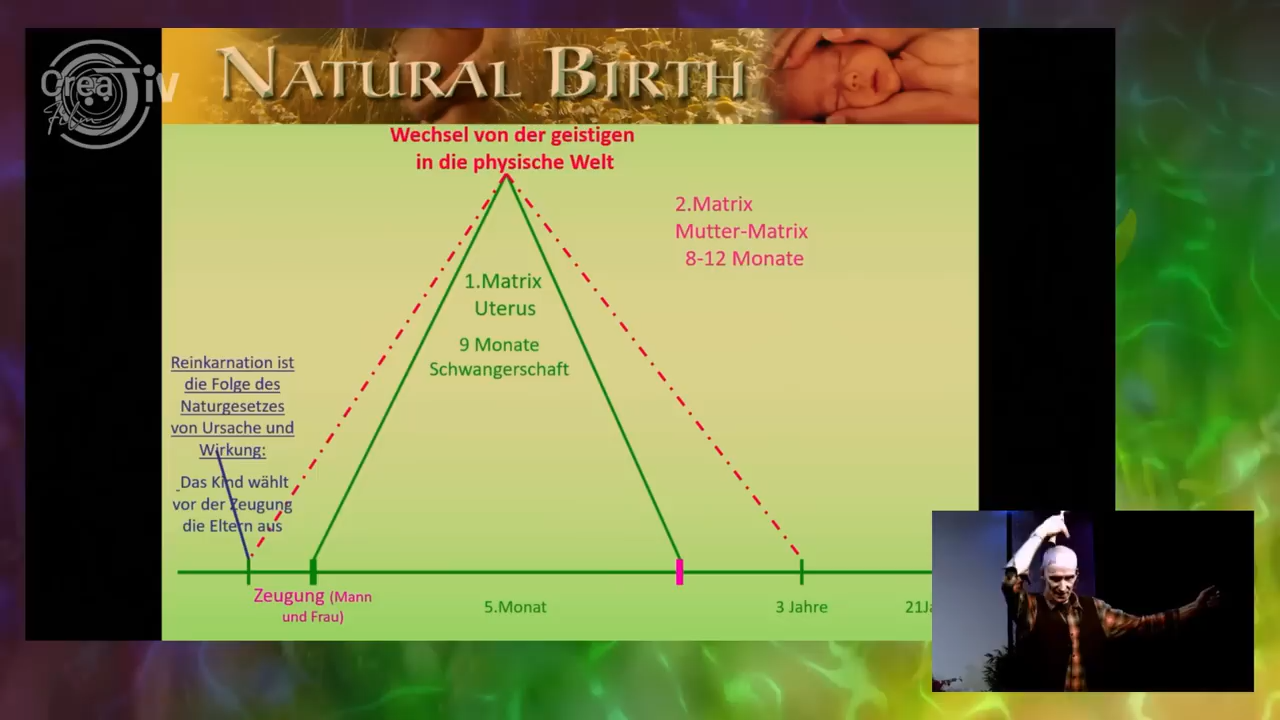 CreaTiv
Film
NATURAL BIRTH
Wechsel von der geistigen
in die physische Welt
2.Matrix
Mutter-Matrix
8-12 Monate
1.Matrix
Uterus
9 Monate
Schwangerschaft
Reinkarnation ist
die Folge des
Naturgesetzes
von Ursache und
Wirkung:
Das Kind wählt
vor der Zeugung
die Eltern aus
Zeugung (Mann
und Frau)
5.Monat
3 Jahre